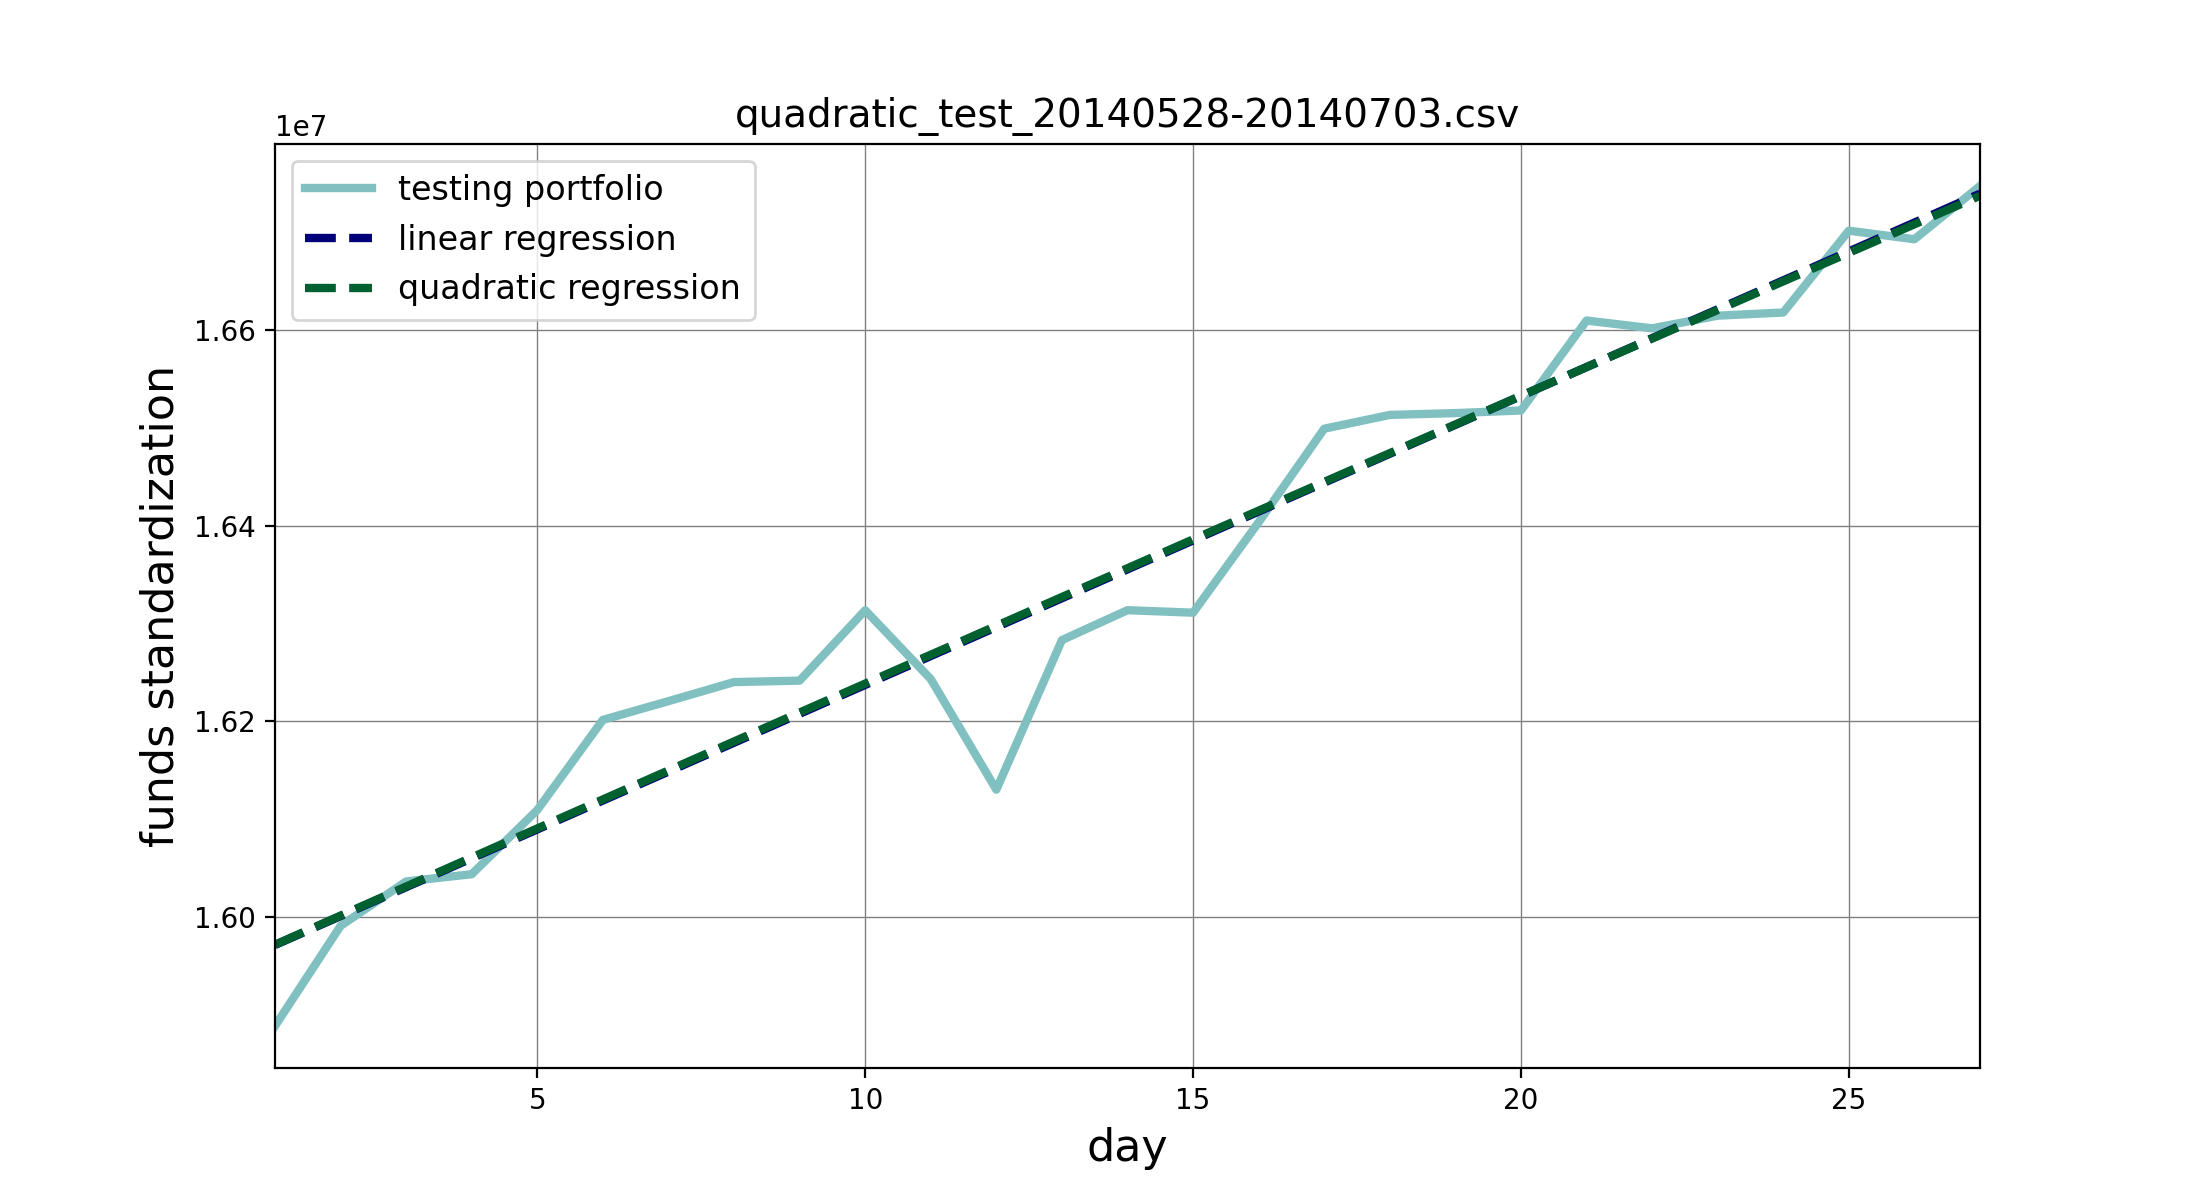 quadratic_test_20140528-20140703.csv
1e7
testing portfolio
linear regression
quadratic regression
1.66
1.64
1.62
1.60
funds standardization
5 10 15 20 25
day